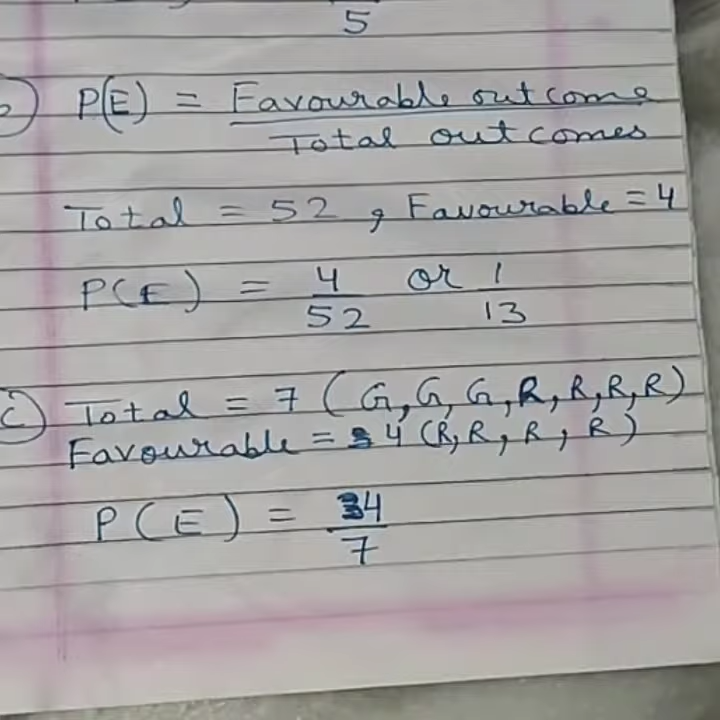 5
P(E) = Favourable outcome
Total outcomes
Total = 52 , Favourable = 4
P(E) = 4/52 or 1/13
c) Total = 7 (G, G, G, R, R, R, R)
Favourable = 4 (R, R, R, R)
P(E) = 4/7